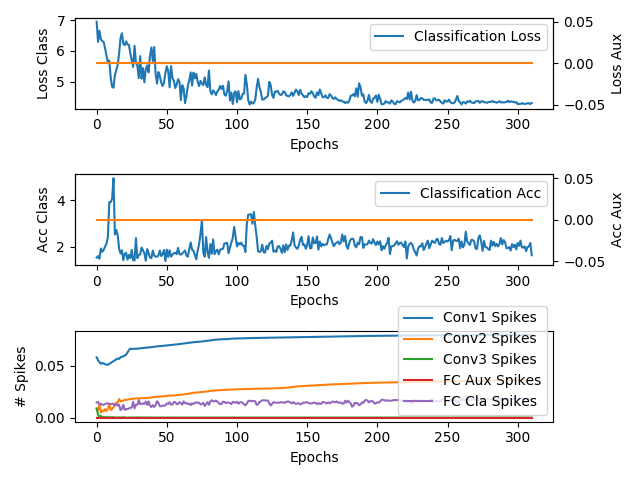 7
6
5
Loss Class
0.05
0.00
−0.05
Loss Aux
Classification Loss
0 50 100 150 200 250 300
Epochs
4
2
Acc Class
0.05
0.00
−0.05
Acc Aux
Classification Acc
0 50 100 150 200 250 300
Epochs
0.05
0.00
# Spikes
Conv1 Spikes
Conv2 Spikes
Conv3 Spikes
FC Aux Spikes
FC Cla Spikes
0 50 100 150 200 250 300
Epochs